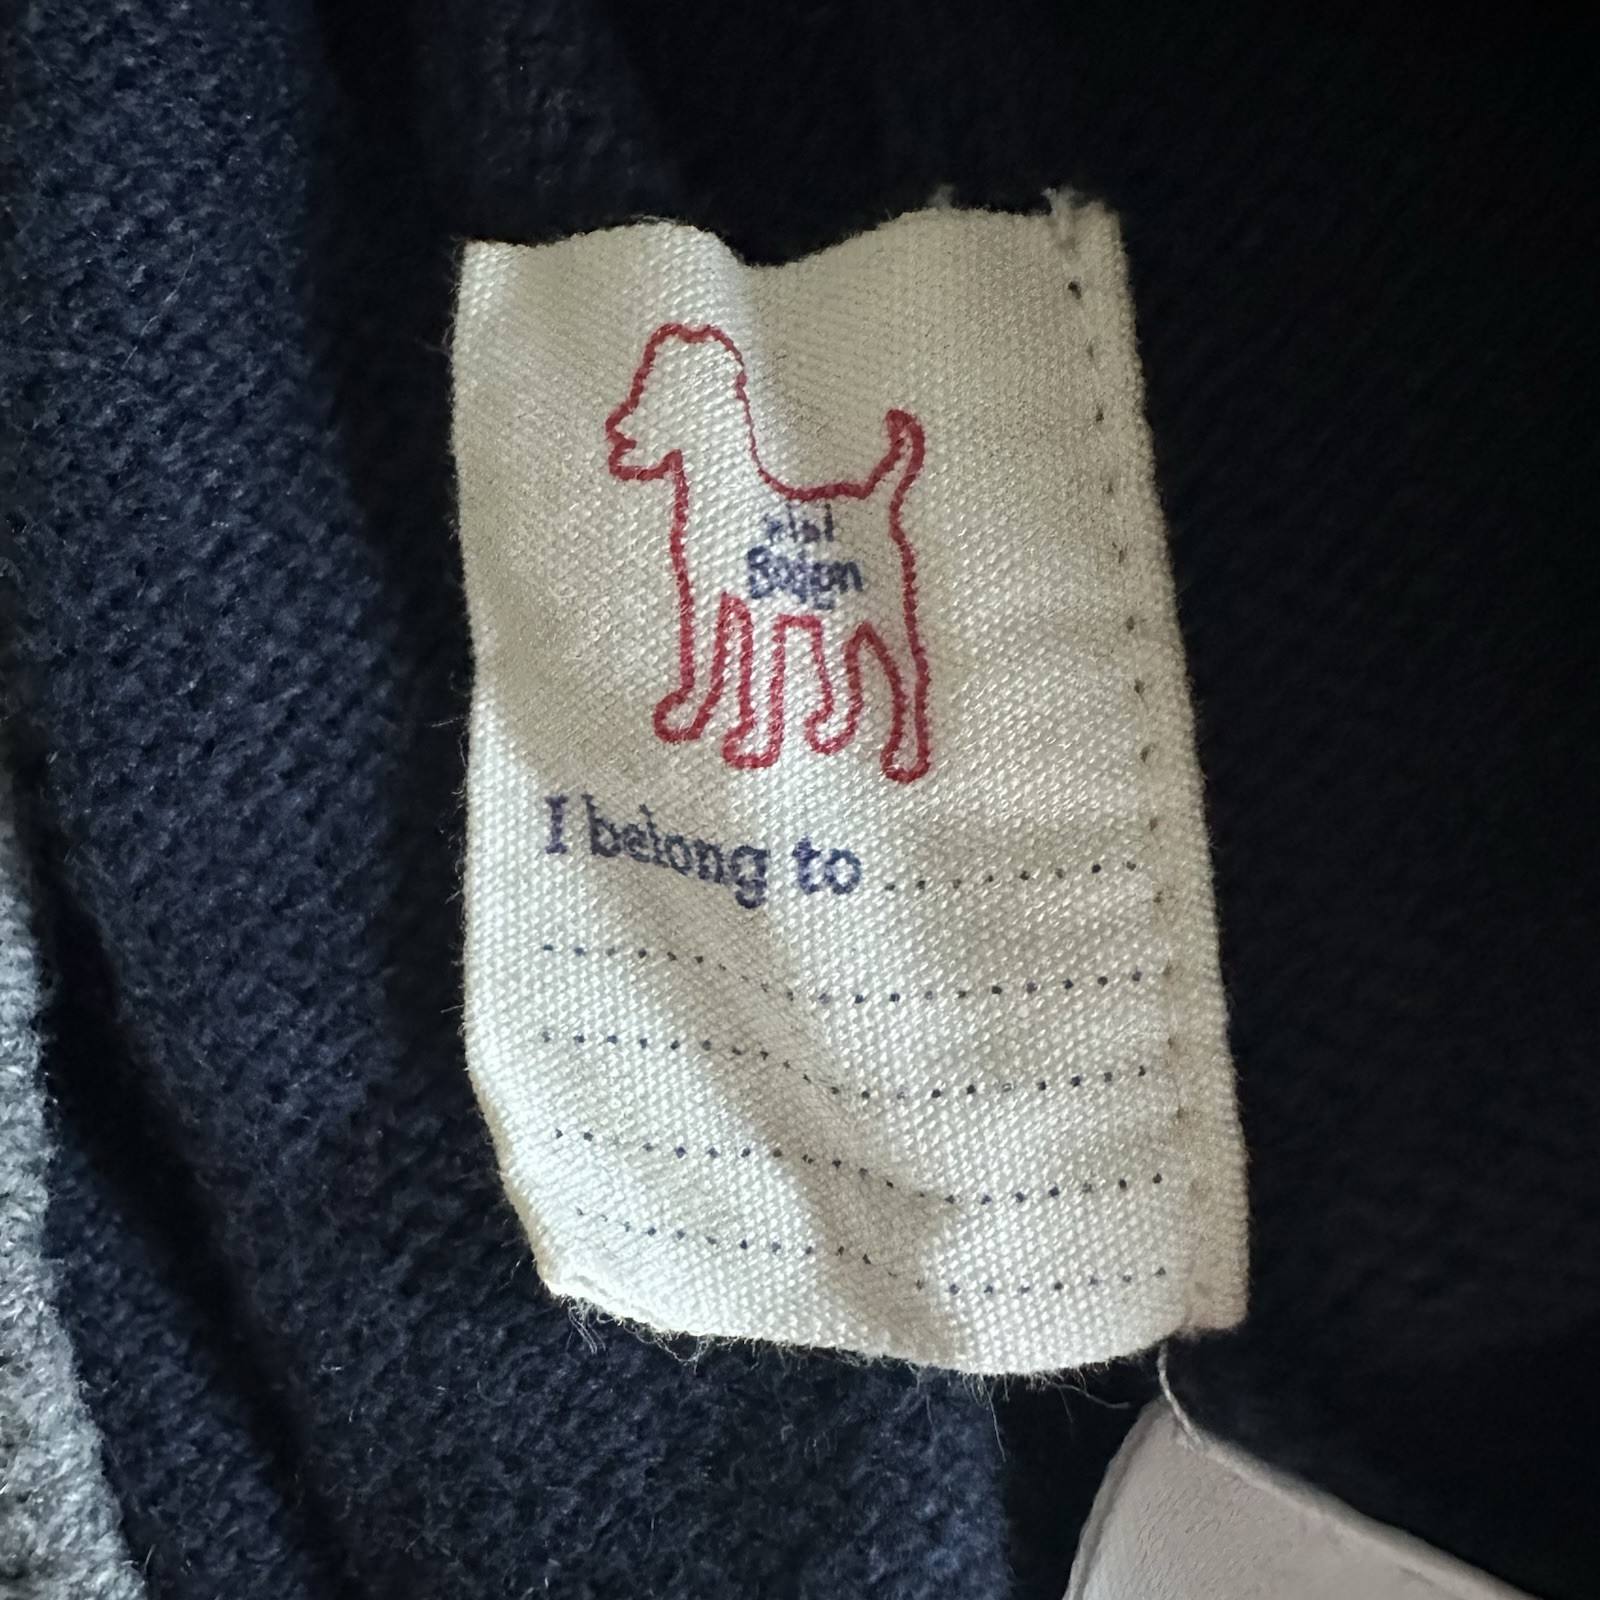 mini
Boden
I belong to